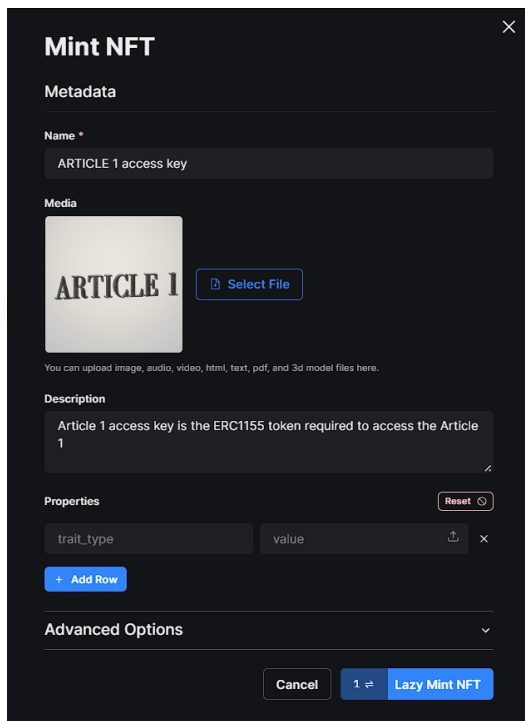 Mint NFT
Metadata
Name *
ARTICLE 1 access key
Media
ARTICLE 1
Select File
You can upload image, audio, video, html, text, pdf, and 3d model files here.
Description
Article 1 access key is the ERC1155 token required to access the Article
1
Properties
Reset
trait_type
value
+ Add Row
Advanced Options
Cancel
1
Lazy Mint NFT